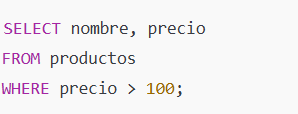 SELECT nombre, precio
FROM productos
WHERE precio > 100;